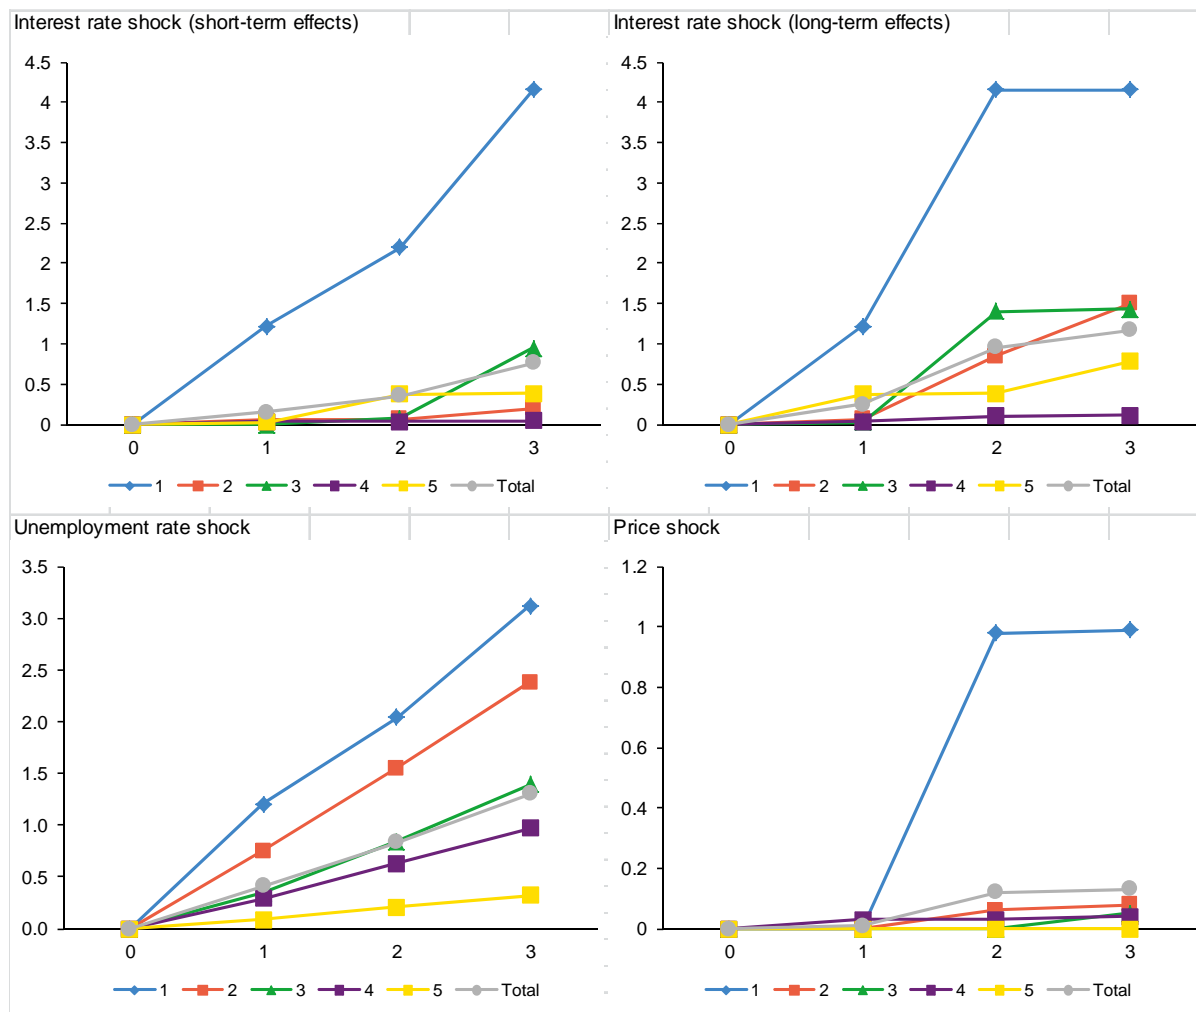 Interest rate shock (short-term effects)
4.5
4
3.5
3
2.5
2
1.5
1
0.5
0
0 1 2 3
1 2 3 4 5 Total
Interest rate shock (long-term effects)
4.5
4
3.5
3
2.5
2
1.5
1
0.5
0
0 1 2 3
1 2 3 4 5 Total
Unemployment rate shock
3.5
3.0
2.5
2.0
1.5
1.0
0.5
0.0
0 1 2 3
1 2 3 4 5 Total
Price shock
1.2
1
0.8
0.6
0.4
0.2
0
0 1 2 3
1 2 3 4 5 Total